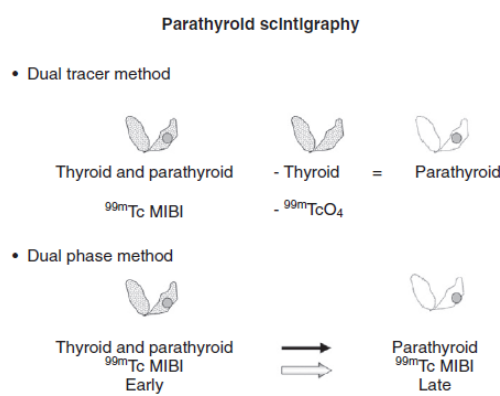 Parathyroid scintigraphy
• Dual tracer method
Thyroid and parathyroid - Thyroid = Parathyroid
99mTc MIBI - 99mTcO4
• Dual phase method
Thyroid and parathyroid Parathyroid
99mTc MIBI 99mTc MIBI
Early Late